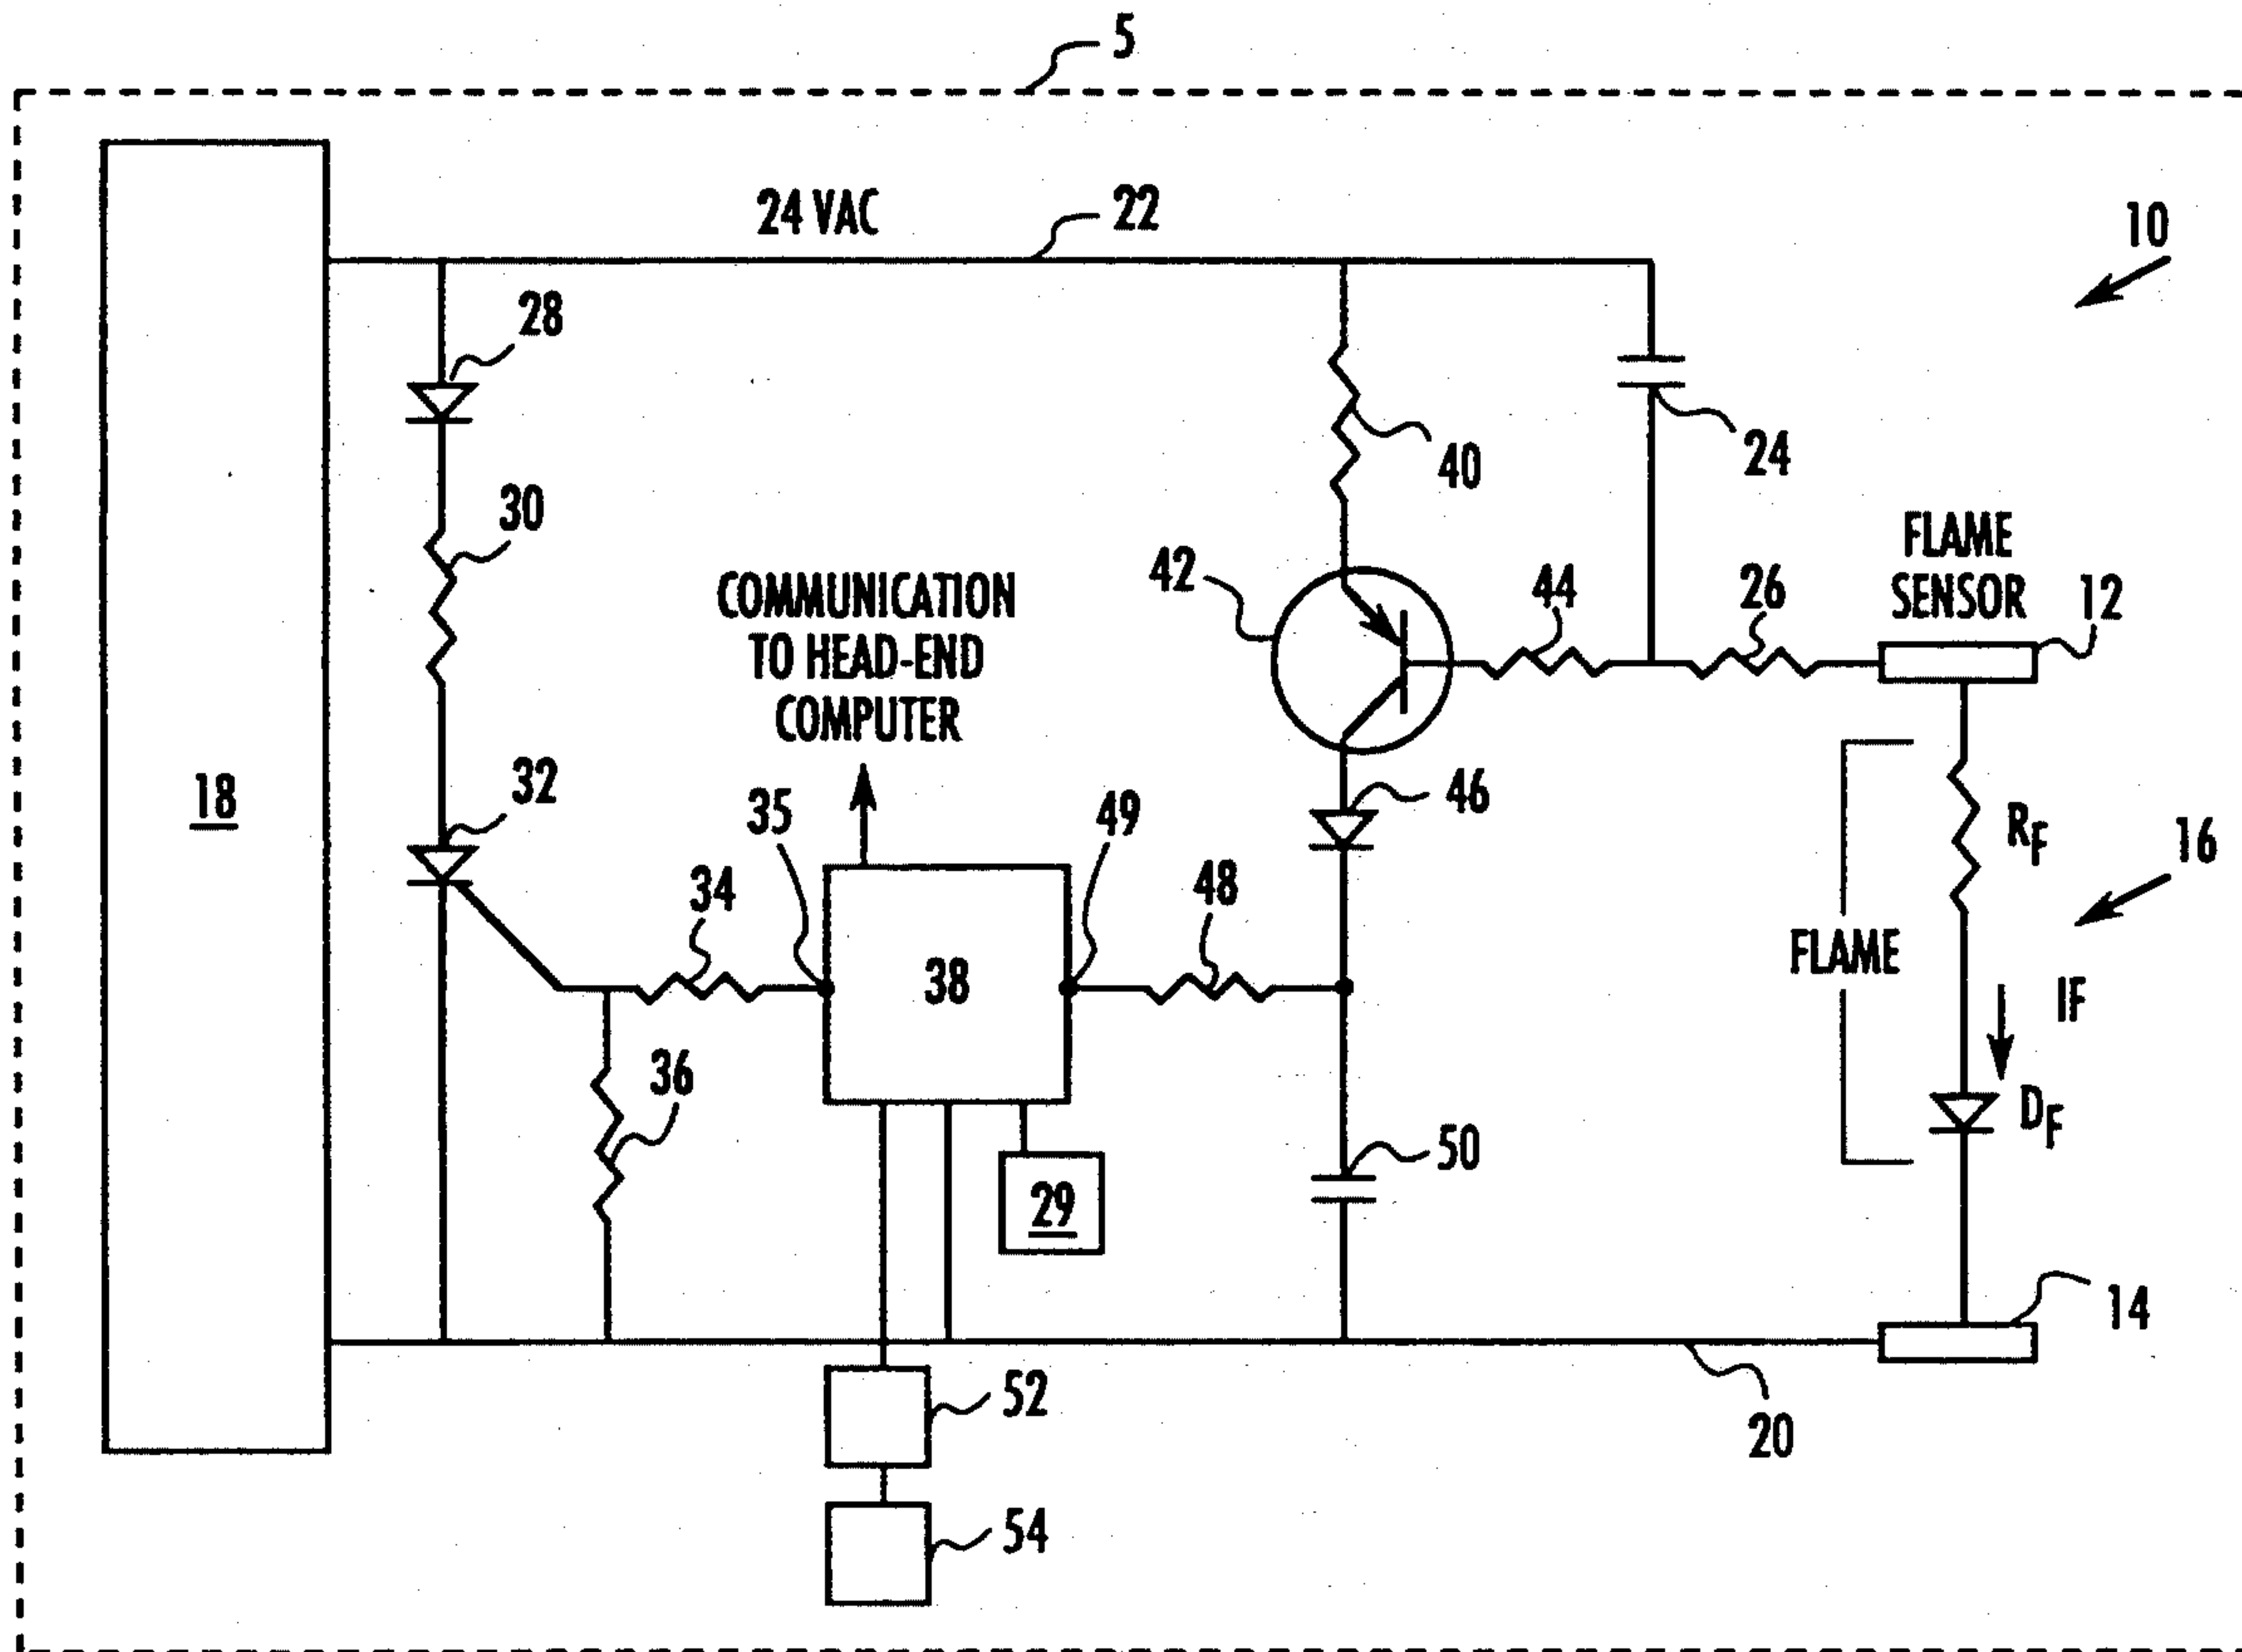 5
24 VAC
22
10
28
40
24
30
FLAME
SENSOR
12
42
44
26
COMMUNICATION
TO HEAD-END
COMPUTER
18
32
35
49
46
RF
16
34
48
38
FLAME
IF
36
DF
50
29
14
52
20
54